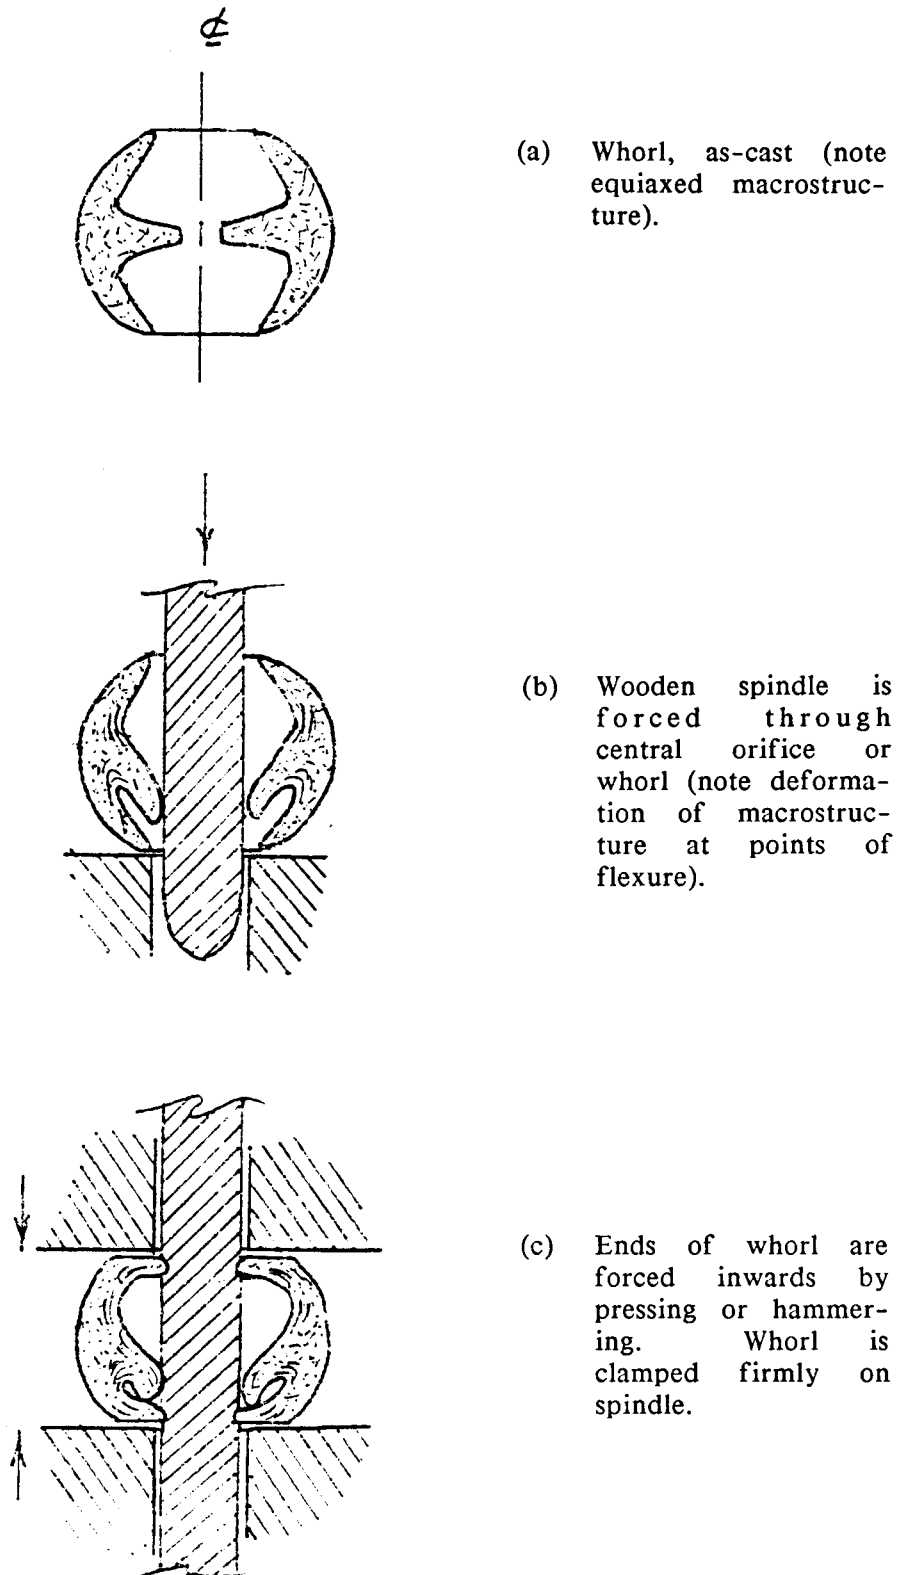 ℄
(a) Whorl, as-cast (note
equiaxed macrostruc-
ture).
(b) Wooden spindle is
forced through
central orifice or
whorl (note deforma-
tion of macrostruc-
ture at points of
flexure).
(c) Ends of whorl are
forced inwards by
pressing or hammer-
ing. Whorl is
clamped firmly on
spindle.